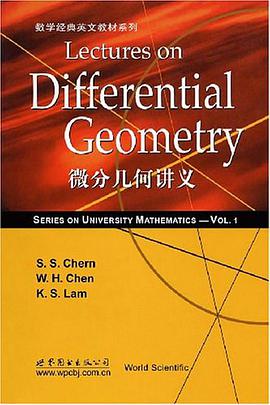 数学经典英文教材系列
Lectures on
Differential
Geometry
微分几何讲义
SERIES ON UNIVERSITY MATHEMATICS — VOL. 1
S. S. Chern
W. H. Chen
K. S. Lam
世界图书出版公司
www.wpcbj.com.cn
World Scientific